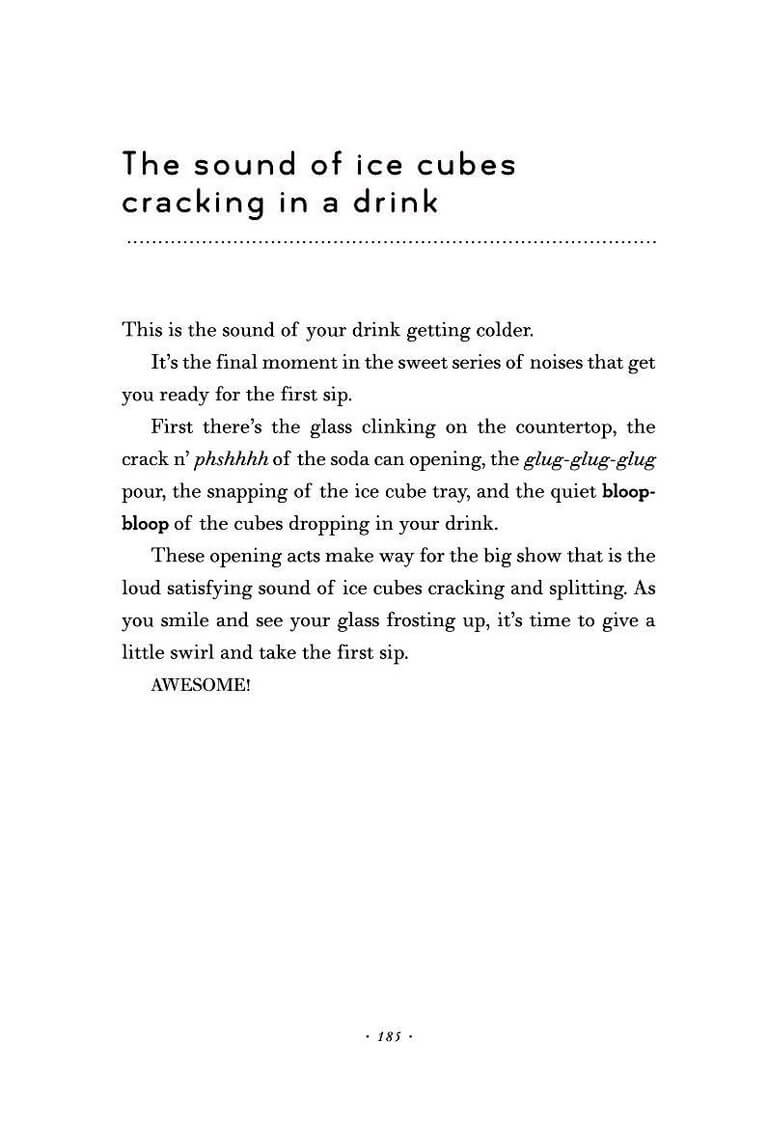 The sound of ice cubes
cracking in a drink
This is the sound of your drink getting colder.
It's the final moment in the sweet series of noises that get
you ready for the first sip.
First there's the glass clinking on the countertop, the
crack n' phshhhh of the soda can opening, the glug-glug-glug
pour, the snapping of the ice cube tray, and the quiet bloop-
bloop of the cubes dropping in your drink.
These opening acts make way for the big show that is the
loud satisfying sound of ice cubes cracking and splitting. As
you smile and see your glass frosting up, it's time to give a
little swirl and take the first sip.
AWESOME!
· 185 ·